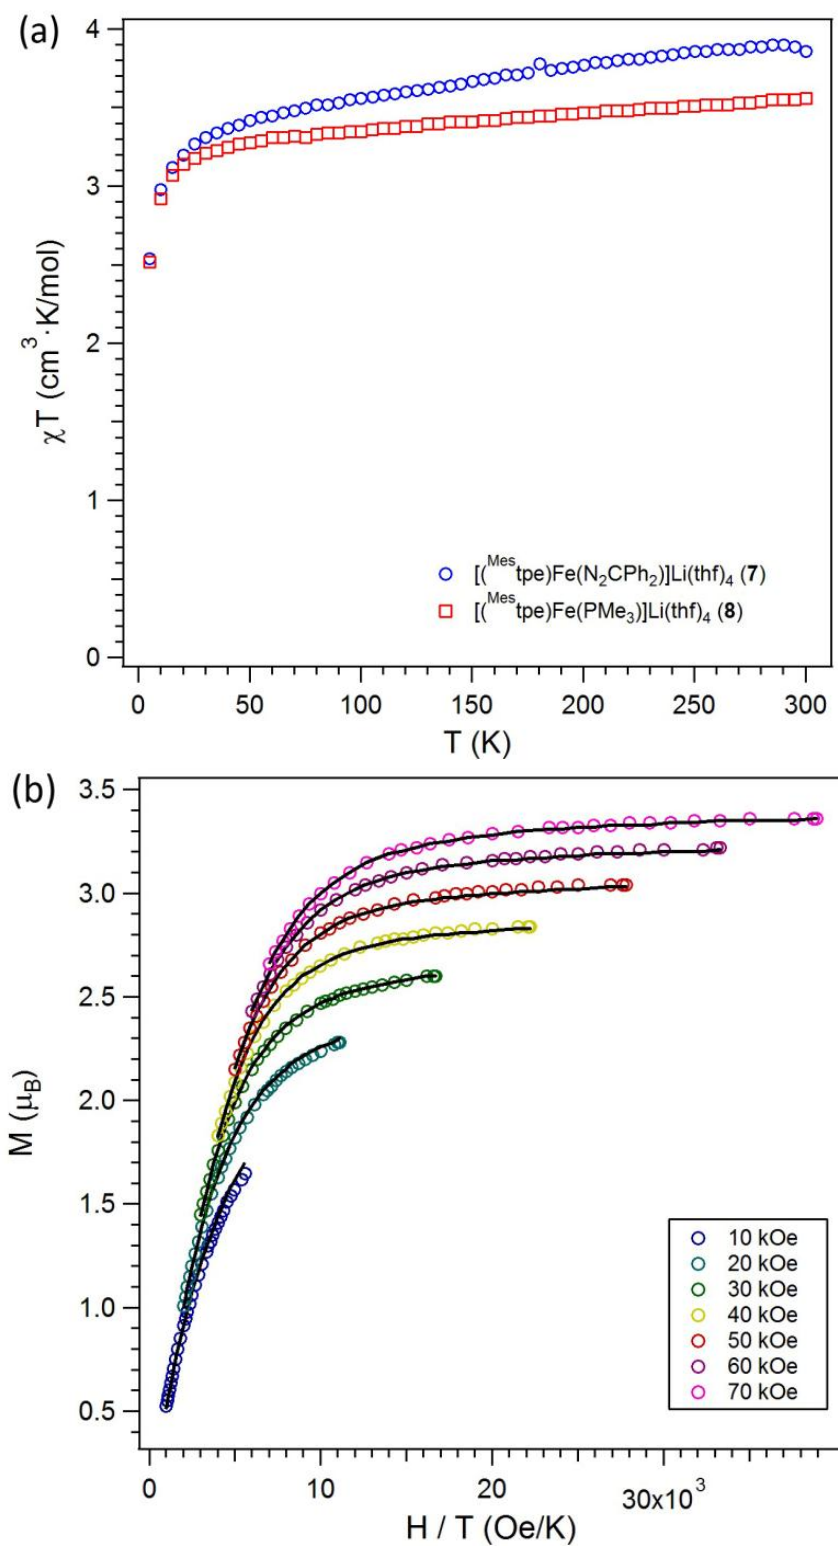 (a)
4
3
2
1
0
χT (cm³·K/mol)
[(ᴹᵉˢtpe)Fe(N₂CPh₂)]Li(thf)₄ (7)
[(ᴹᵉˢtpe)Fe(PMe₃)]Li(thf)₄ (8)
0 50 100 150 200 250 300
T (K)
(b)
3.5
3.0
2.5
2.0
1.5
1.0
0.5
M (μB)
10 kOe
20 kOe
30 kOe
40 kOe
50 kOe
60 kOe
70 kOe
0 10 20 30x10³
H / T (Oe/K)